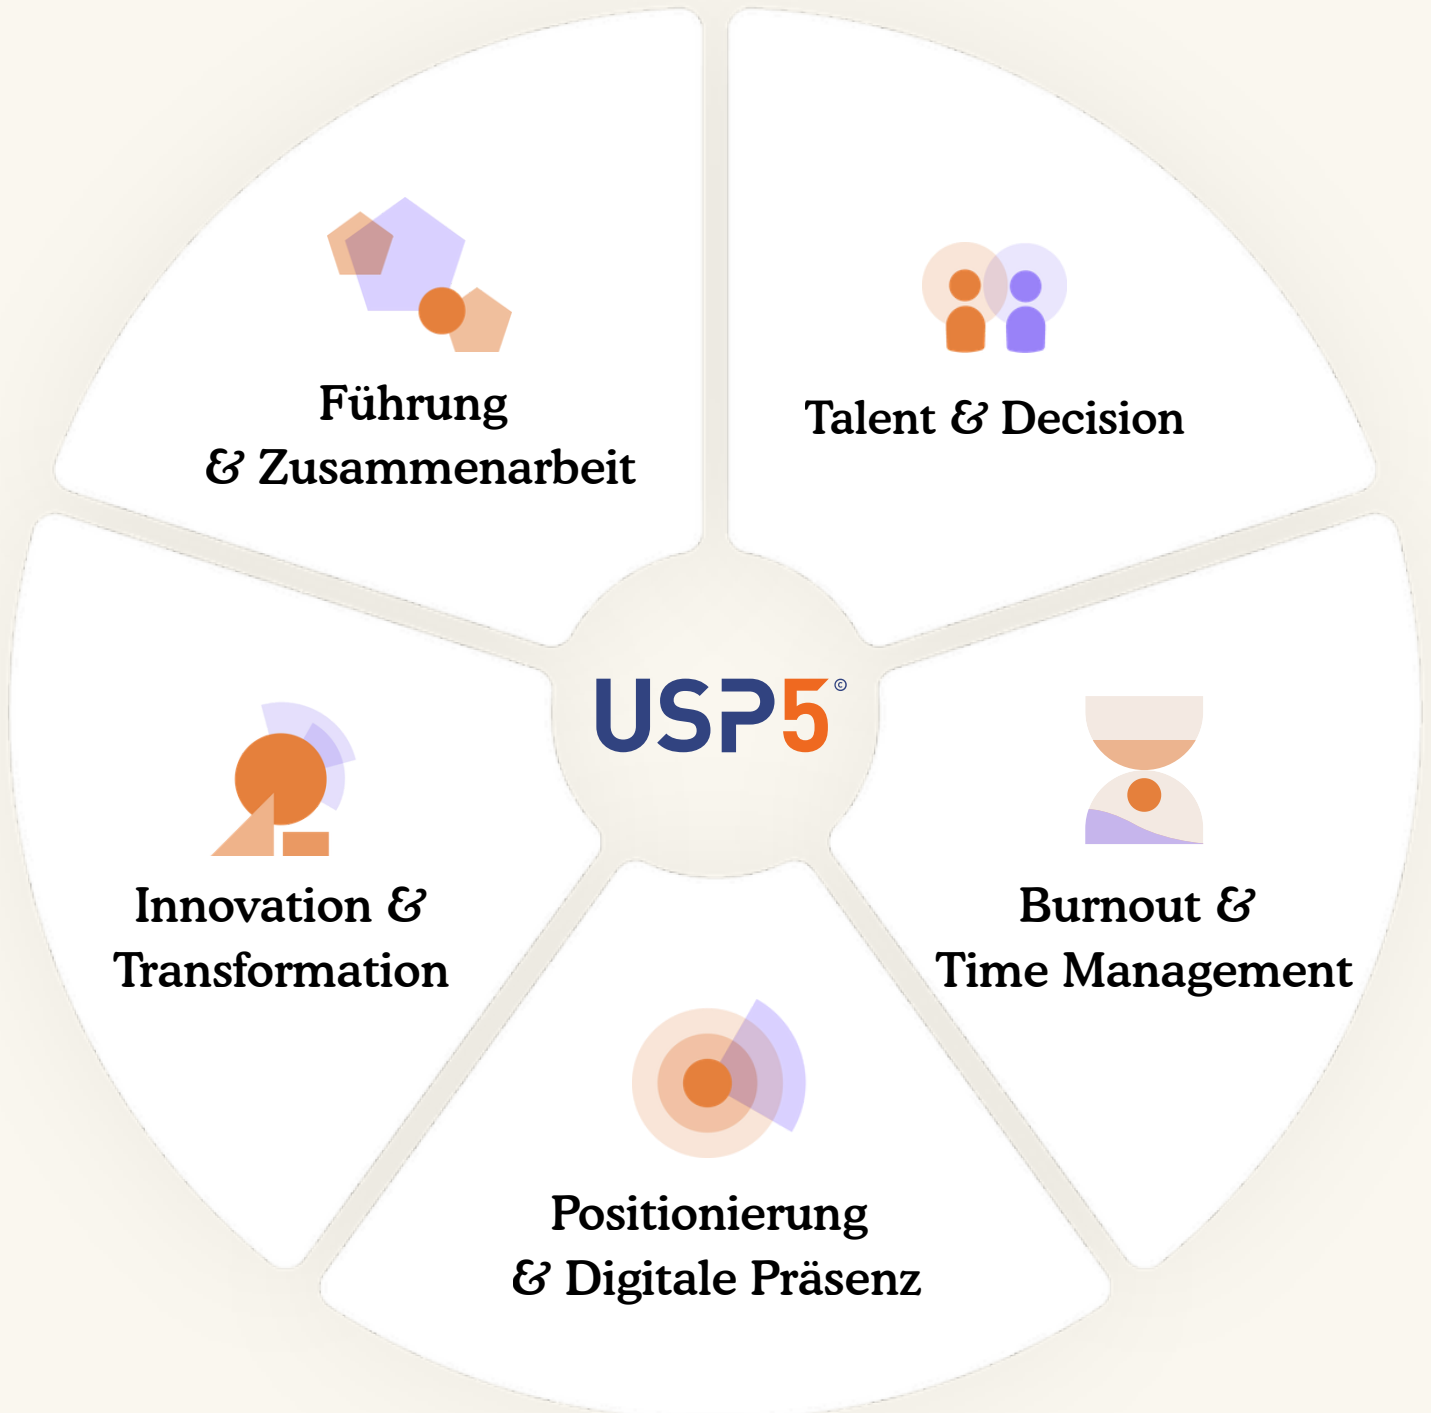 Führung
& Zusammenarbeit
Talent & Decision
USP5©
Innovation &
Transformation
Burnout &
Time Management
Positionierung
& Digitale Präsenz